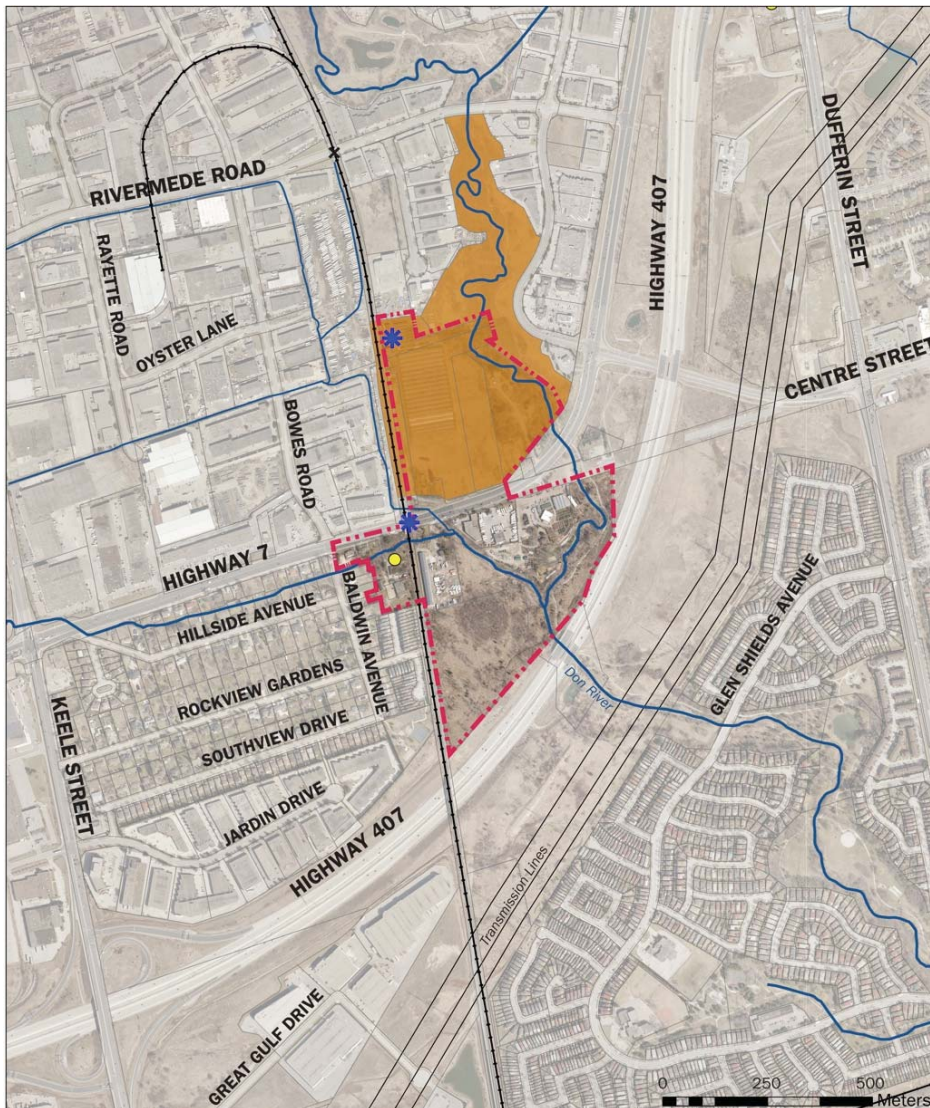 RIVERMEDE ROAD
HIGHWAY 407
DUFFERIN STREET
RAYETTE ROAD
OYSTER LANE
CENTRE STREET
BOWES ROAD
HIGHWAY 7
HILLSIDE AVENUE
BALDWIN AVENUE
GLEN SHIELDS AVENUE
ROCKVIEW GARDENS
Don River
KEELE STREET
SOUTHVIEW DRIVE
JARDIN DRIVE
HIGHWAY 407
Transmission Lines
GREAT GULF DRIVE
0 250 500
Meters